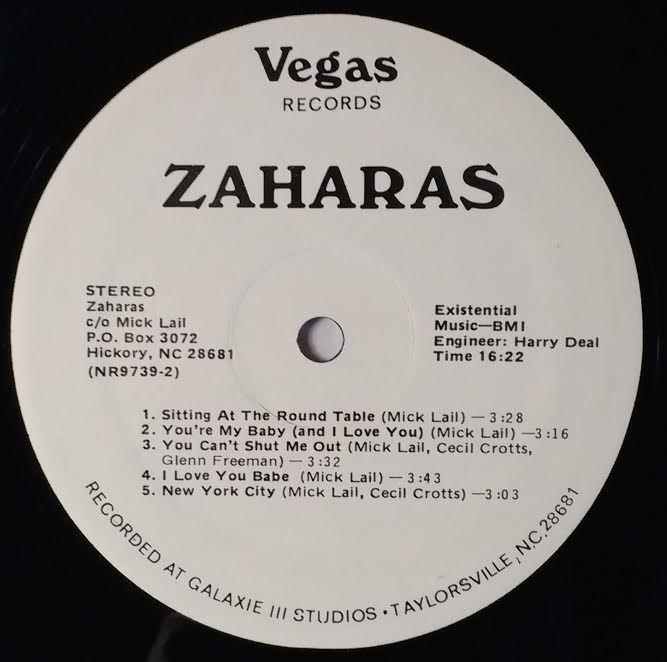 Vegas
RECORDS
ZAHARAS
STEREO
Zaharas
c/o Mick Lail
P.O. Box 3072
Hickory, NC 28681
(NR9739-2)
Existential
Music—BMI
Engineer: Harry Deal
Time 16:22
1. Sitting At The Round Table (Mick Lail) — 3:28
2. You're My Baby (and I Love You) (Mick Lail) —3:16
3. You Can't Shut Me Out (Mick Lail, Cecil Crotts,
Glenn Freeman) — 3:32
4. I Love You Babe (Mick Lail) — 3:43
5. New York City (Mick Lail, Cecil Crotts) —3:03
RECORDED AT GALAXIE III STUDIOS • TAYLORSVILLE, N.C. 28681